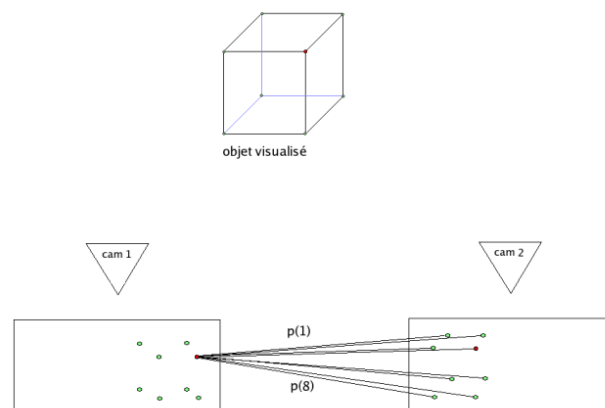 objet visualisé
cam 1
cam 2
p(1)
p(8)